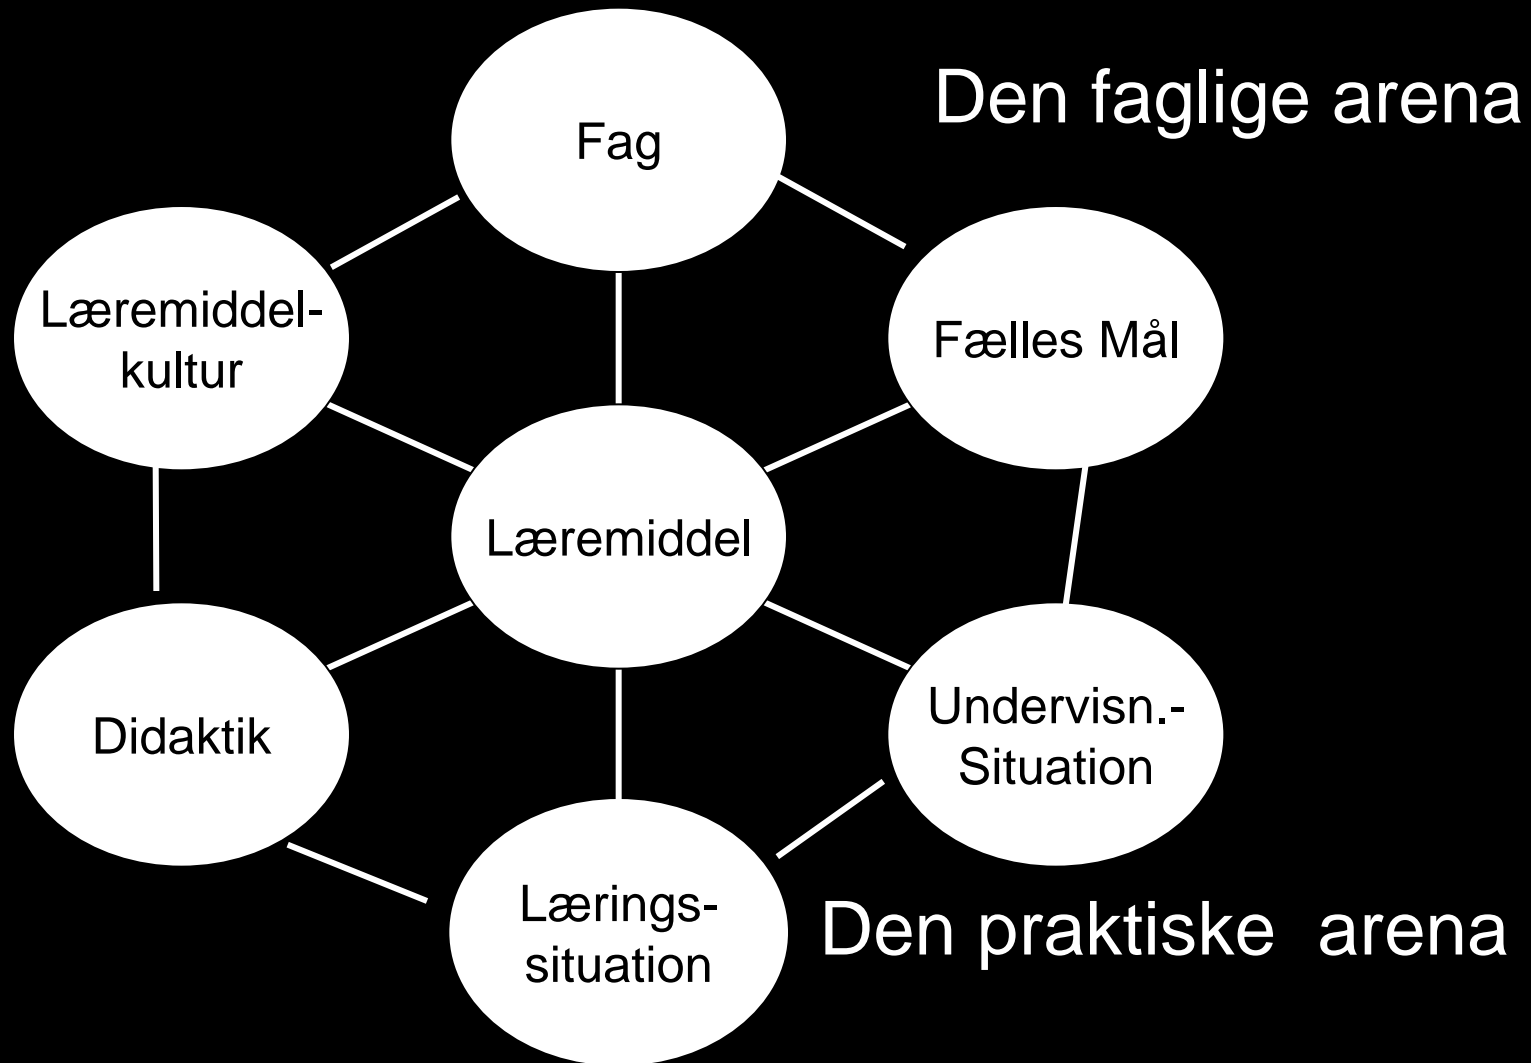 Den faglige arena
Fag
Læremiddel-
kultur
Fælles Mål
Læremiddel
Didaktik
Undervisn.-
Situation
Lærings-
situation
Den praktiske  arena